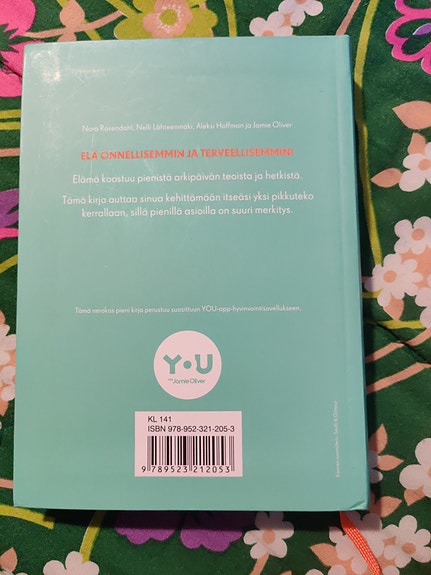 Nora Rosendahl, Nelli Lähteenmäki, Aleksi Hoffman ja Jamie Oliver
ELÄ ONNELLISEMMIN JA TERVEELLISEMMIN!
Elämä koostuu pienistä arkipäivän teoista ja hetkistä.
Tämä kirja auttaa sinua kehittämään itseäsi yksi pikkuteko
kerrallaan, sillä pienillä asioilla on suuri merkitys.
Tämä nerokas pieni kirja perustuu suosittuun YOU-app-hyvinvointisovellukseen.
YOU
Jamie Oliver
KL 141
ISBN 978-952-321-205-3
9 789523 212053